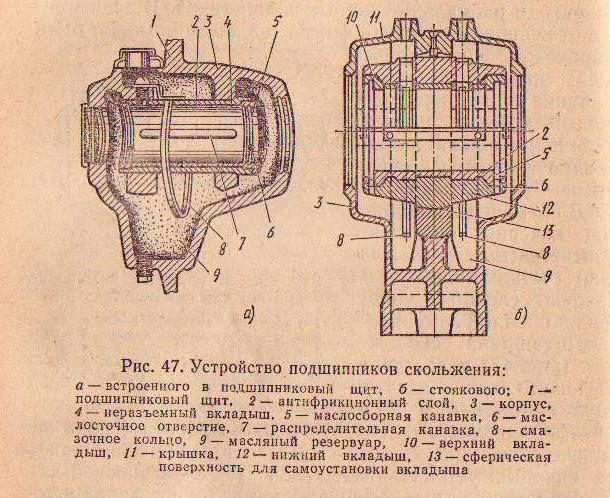 1 2 3 4 5
10 11
12
2
5
6
12
13
3
8
8
9
6
7
8
9
а)
б)
Рис. 47. Устройство подшипников скольжения:
а — встроенного в подшипниковый щит, б — стоякового; 1 —
подшипниковый щит, 2 — антифрикционный слой, 3 — корпус,
4 — неразъемный вкладыш, 5 — маслосборная канавка, 6 — мас-
лосточное отверстие, 7 — распределительная канавка, 8 — сма-
зочное кольцо, 9 — масляный резервуар, 10 — верхний вкла-
дыш, 11 — крышка, 12 — нижний вкладыш, 13 — сферическая
поверхность для самоустановки вкладыша